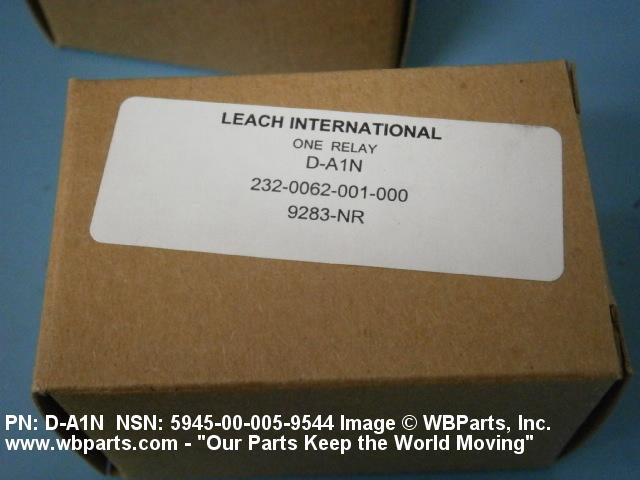 LEACH INTERNATIONAL
ONE RELAY
D-A1N
232-0062-001-000
9283-NR
PN: D-A1N NSN: 5945-00-005-9544 Image © WBParts, Inc.
www.wbparts.com - "Our Parts Keep the World Moving"